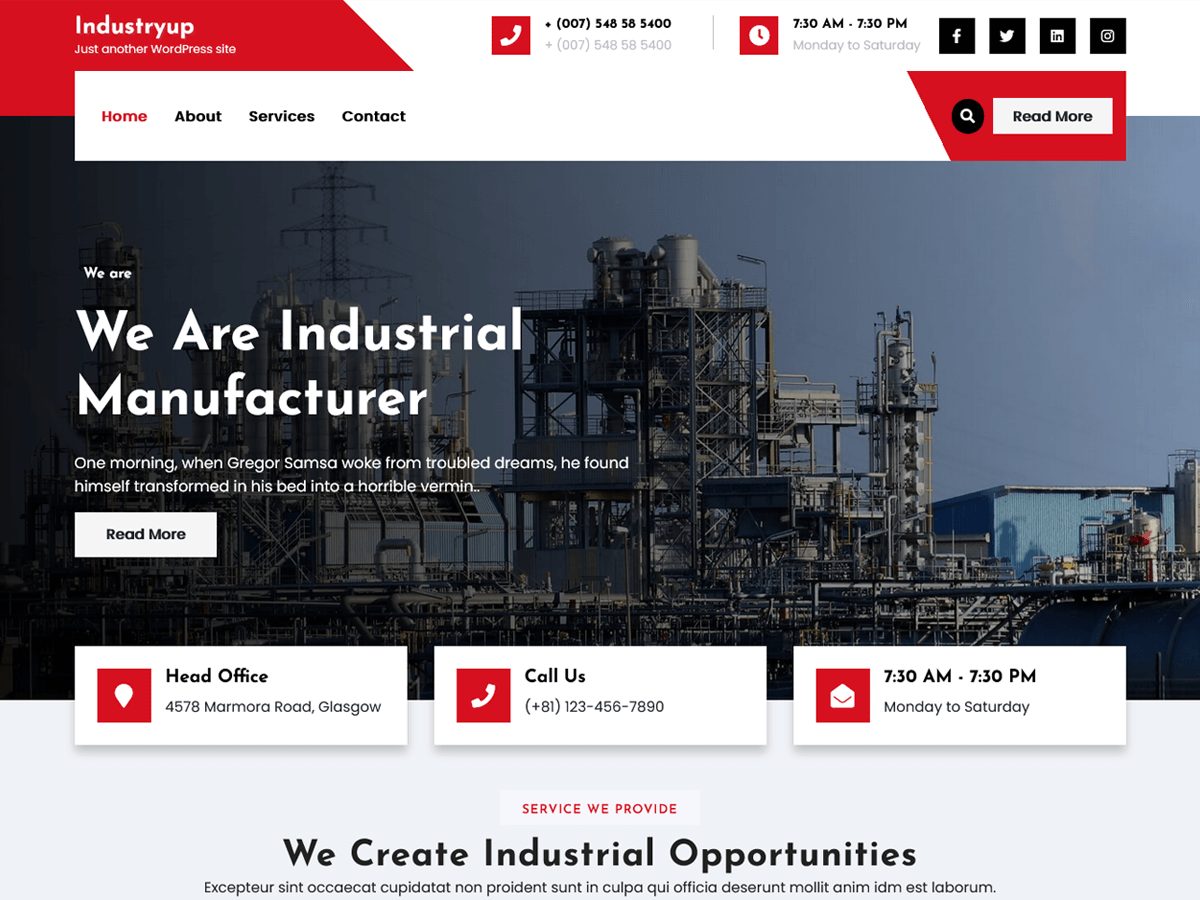 Industryup
Just another WordPress site
+ (007) 548 58 5400
+ (007) 548 58 5400
7:30 AM - 7:30 PM
Monday to Saturday
Home About Services Contact
Read More
We are
We Are Industrial
Manufacturer
One morning, when Gregor Samsa woke from troubled dreams, he found
himself transformed in his bed into a horrible vermin..
Read More
Head Office
4578 Marmora Road, Glasgow
Call Us
(+81) 123-456-7890
7:30 AM - 7:30 PM
Monday to Saturday
SERVICE WE PROVIDE
We Create Industrial Opportunities
Excepteur sint occaecat cupidatat non proident sunt in culpa qui officia deserunt mollit anim idm est laborum.